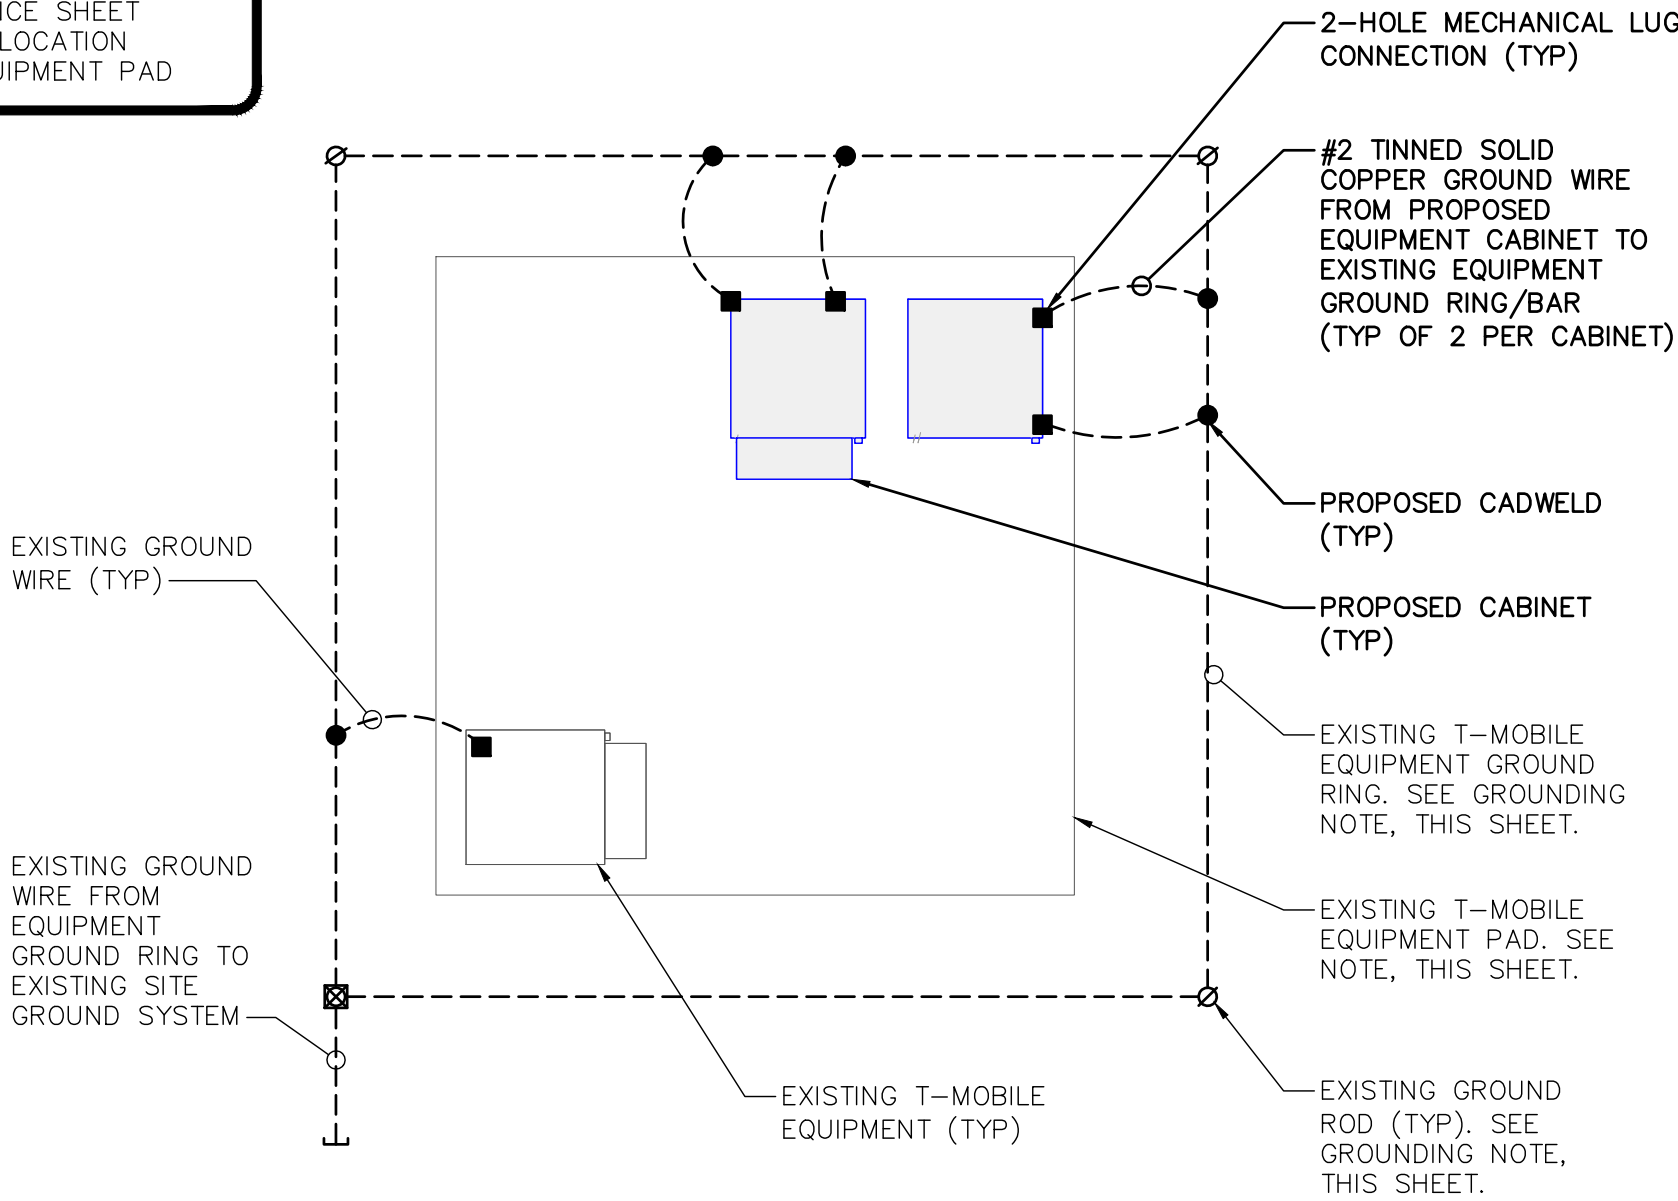 SHEET
LOCATION
PAD
2-HOLE MECHANICAL LUG
CONNECTION (TYP)
#2 TINNED SOLID
COPPER GROUND WIRE
FROM PROPOSED
EQUIPMENT CABINET TO
EXISTING EQUIPMENT
GROUND RING/BAR
(TYP OF 2 PER CABINET)
PROPOSED CADWELD
(TYP)
PROPOSED CABINET
(TYP)
EXISTING GROUND
WIRE (TYP)
EXISTING T-MOBILE
EQUIPMENT GROUND
RING. SEE GROUNDING
NOTE, THIS SHEET.
EXISTING GROUND
WIRE FROM
EQUIPMENT
GROUND RING TO
EXISTING SITE
GROUND SYSTEM
EXISTING T-MOBILE
EQUIPMENT PAD. SEE
NOTE, THIS SHEET.
EXISTING T-MOBILE
EQUIPMENT (TYP)
EXISTING GROUND
ROD (TYP). SEE
GROUNDING NOTE,
THIS SHEET.